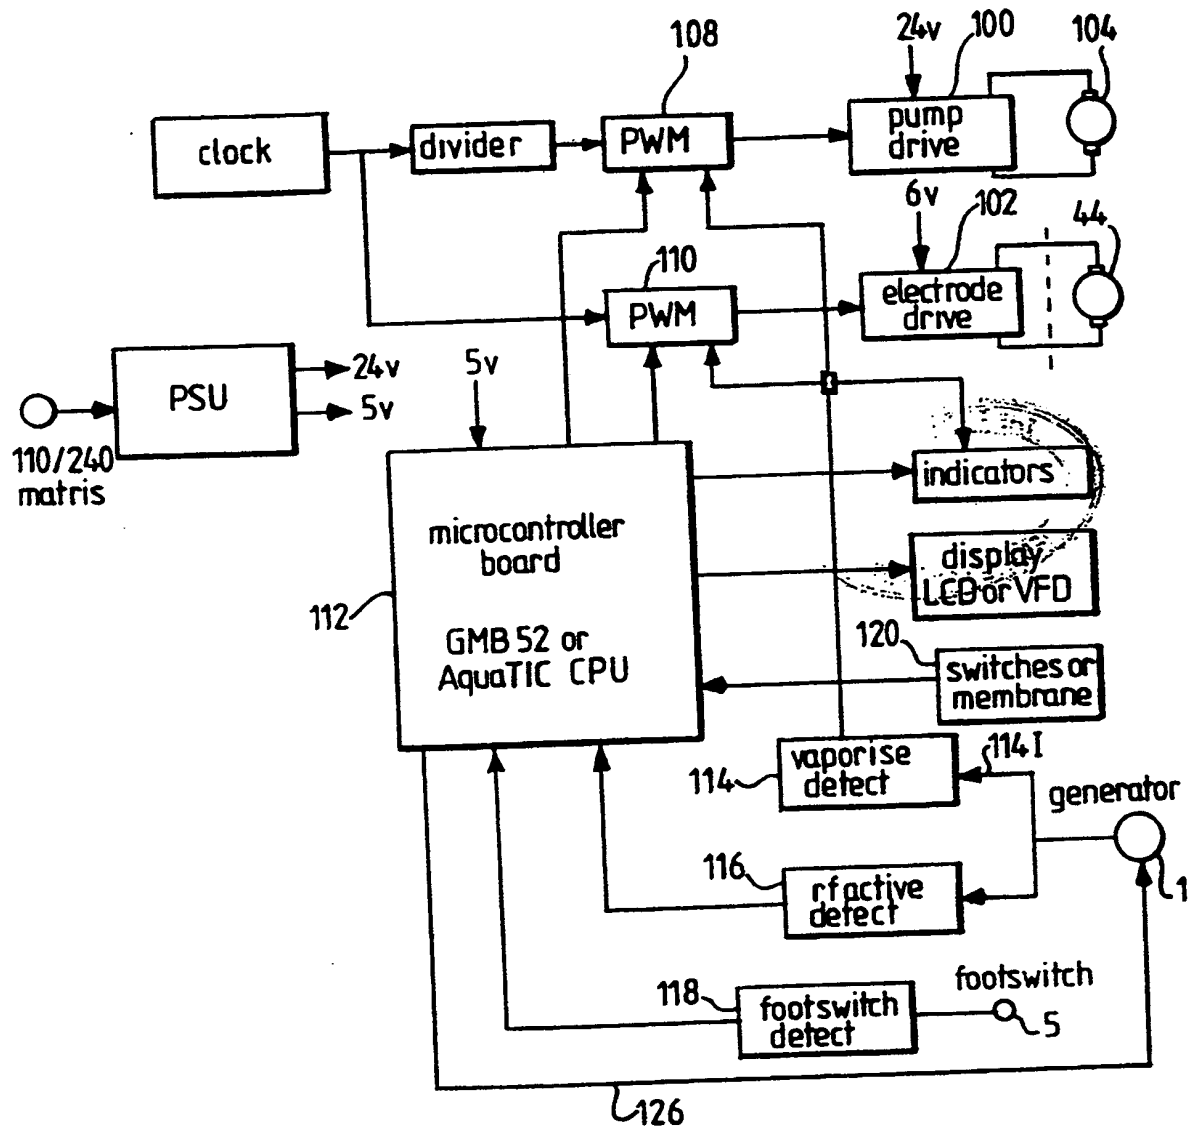 108
24v
100
104
clock
divider
PWM
pump
drive
6v
102
44
110
PWM
electrode
drive
PSU
24v
5v
5v
110/240
matris
indicators
microcontroller
board
display
LCD or VFD
112
GMB 52 or
AquaTIC CPU
120
switches or
membrane
114
vaporise
detect
114I
generator
116
rf active
detect
1
118
footswitch
detect
footswitch
5
126